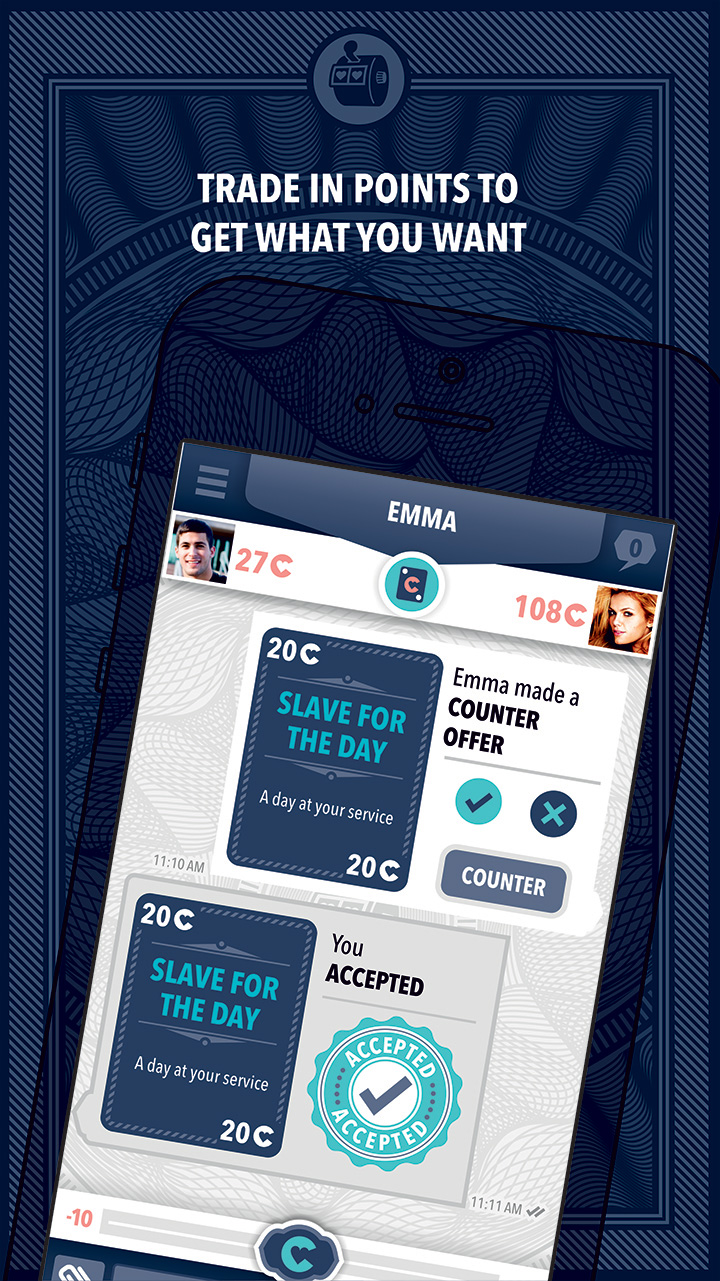 TRADE IN POINTS TO
GET WHAT YOU WANT
EMMA
0
27C
108C
20C
SLAVE FOR
THE DAY
A day at your service
20C
Emma made a
COUNTER
OFFER
COUNTER
11:10 AM
20C
SLAVE FOR
THE DAY
A day at your service
20C
You
ACCEPTED
ACCEPTED
ACCEPTED
11:11 AM
-10